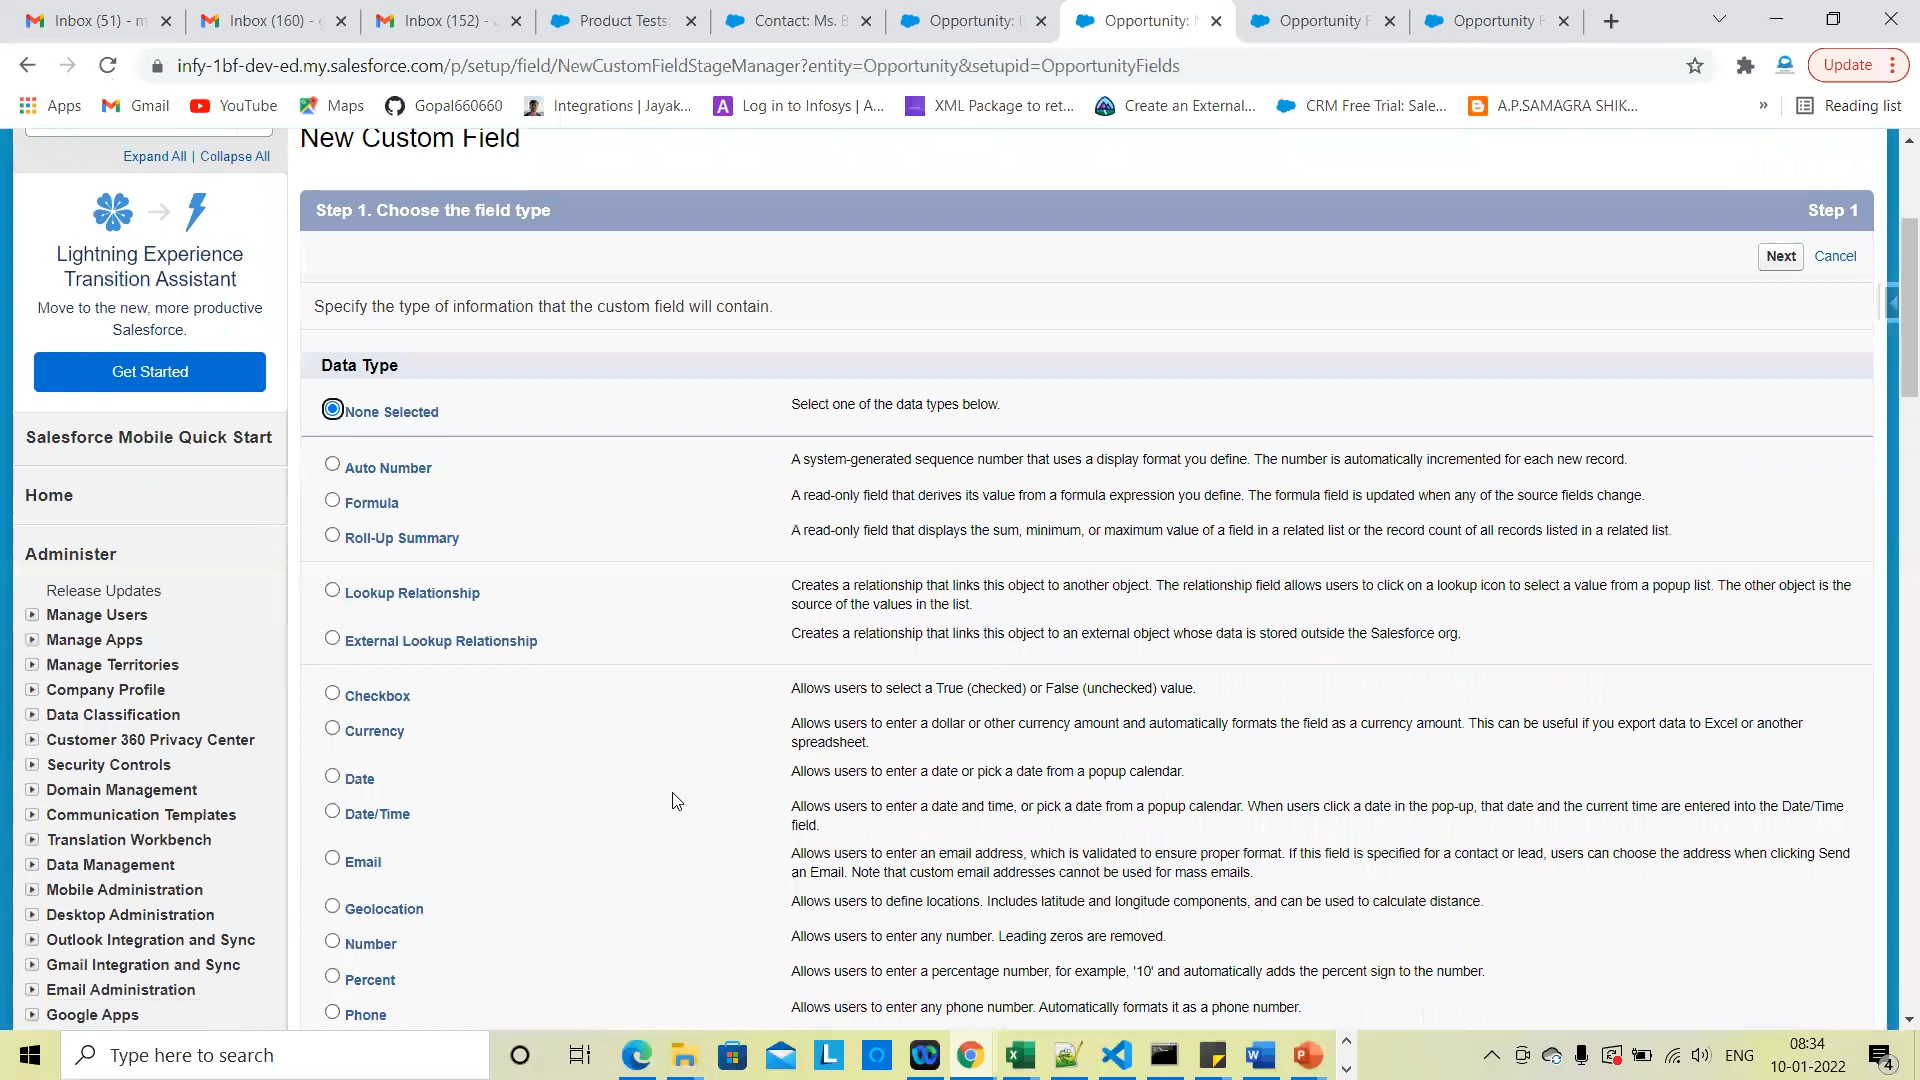 Inbox (51) - m
Inbox (160) - g
Inbox (152) -
Product Tests:
Contact: Ms. B
Opportunity: E
Opportunity: N
Opportunity F
Opportunity F
infy-1bf-dev-ed.my.salesforce.com/p/setup/field/NewCustomFieldStageManager?entity=Opportunity&setupid=OpportunityFields
Update
Apps
Gmail
YouTube
Maps
Gopal660060
Integrations | Jayak...
Log in to Infosys | A...
XML Package to ret...
Create an External...
CRM Free Trial: Sale...
A.P.SAMAGRA SHIK...
»
Reading list
Expand All | Collapse All
Lightning Experience
Transition Assistant
Move to the new, more productive
Salesforce.
Get Started
Salesforce Mobile Quick Start
Home
Administer
Release Updates
Manage Users
Manage Apps
Manage Territories
Company Profile
Data Classification
Customer 360 Privacy Center
Security Controls
Domain Management
Communication Templates
Translation Workbench
Data Management
Mobile Administration
Desktop Administration
Outlook Integration and Sync
Gmail Integration and Sync
Email Administration
Google Apps
New Custom Field
Step 1. Choose the field type
Step 1
Next
Cancel
Specify the type of information that the custom field will contain.
Data Type
None Selected
Select one of the data types below.
Auto Number
A system-generated sequence number that uses a display format you define. The number is automatically incremented for each new record.
Formula
A read-only field that derives its value from a formula expression you define. The formula field is updated when any of the source fields change.
Roll-Up Summary
A read-only field that displays the sum, minimum, or maximum value of a field in a related list or the record count of all records listed in a related list.
Lookup Relationship
Creates a relationship that links this object to another object. The relationship field allows users to click on a lookup icon to select a value from a popup list. The other object is the
source of the values in the list.
External Lookup Relationship
Creates a relationship that links this object to an external object whose data is stored outside the Salesforce org.
Checkbox
Allows users to select a True (checked) or False (unchecked) value.
Currency
Allows users to enter a dollar or other currency amount and automatically formats the field as a currency amount. This can be useful if you export data to Excel or another
spreadsheet.
Date
Allows users to enter a date or pick a date from a popup calendar.
Date/Time
Allows users to enter a date and time, or pick a date from a popup calendar. When users click a date in the pop-up, that date and the current time are entered into the Date/Time
field.
Email
Allows users to enter an email address, which is validated to ensure proper format. If this field is specified for a contact or lead, users can choose the address when clicking Send
an Email. Note that custom email addresses cannot be used for mass emails.
Geolocation
Allows users to define locations. Includes latitude and longitude components, and can be used to calculate distance.
Number
Allows users to enter any number. Leading zeros are removed.
Percent
Allows users to enter a percentage number, for example, '10' and automatically adds the percent sign to the number.
Phone
Allows users to enter any phone number. Automatically formats it as a phone number.
Type here to search
ENG
08:34
10-01-2022
4